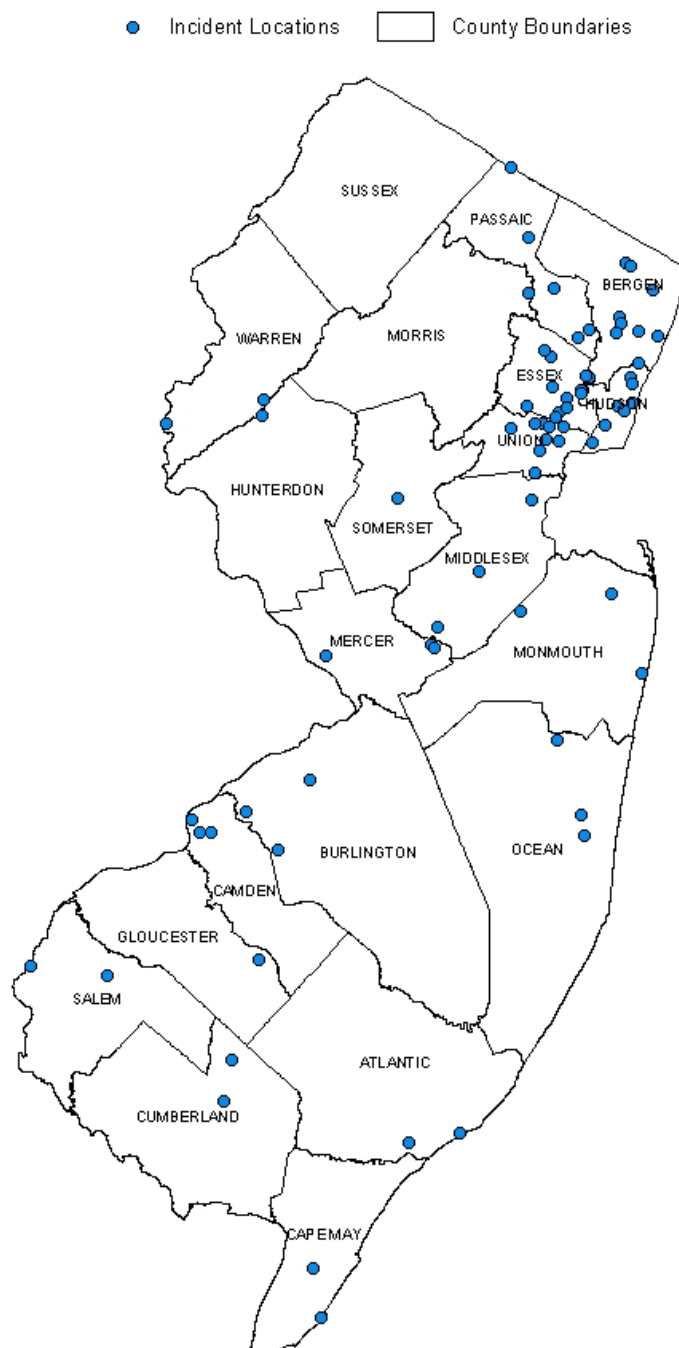 Incident Locations County Boundaries
SUSSEX
PASSAIC
BERGEN
WARREN
MORRIS
ESSEX
HUDSON
UNION
HUNTERDON
SOMERSET
MIDDLESEX
MERCER
MONMOUTH
BURLINGTON
OCEAN
CAMDEN
GLOUCESTER
SALEM
ATLANTIC
CUMBERLAND
CAPE MAY